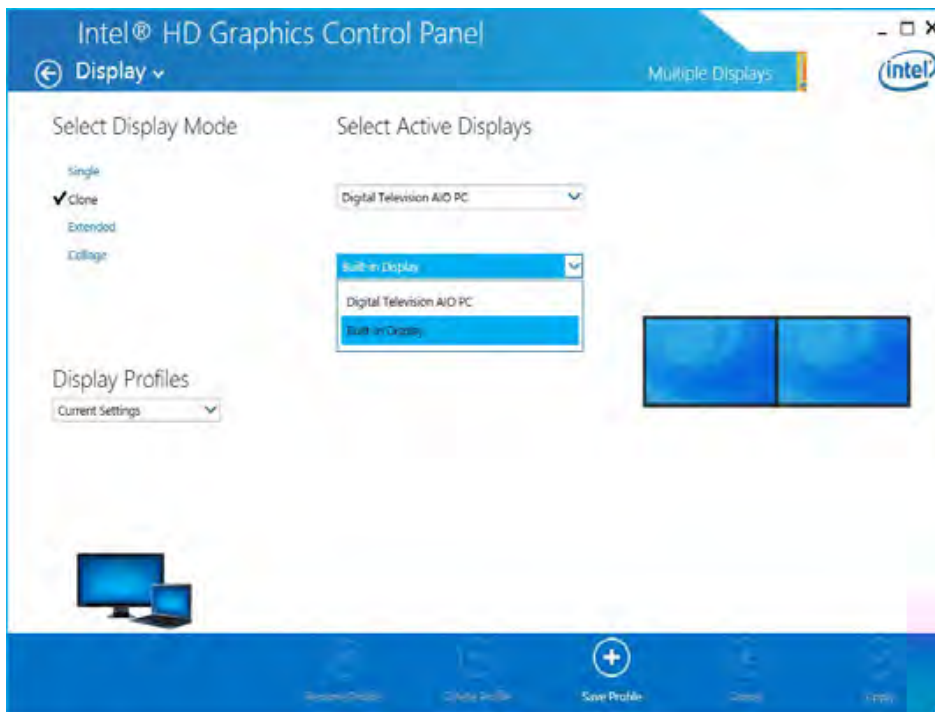 Intel® HD Graphics Control Panel
Display
Multiple Displays
intel
Select Display Mode
Select Active Displays
Single
Clone
Extended
Collage
Digital Television AIO PC
Built-in Display
Digital Television AIO PC
Built-in Display
Display Profiles
Current Settings
Save Profile